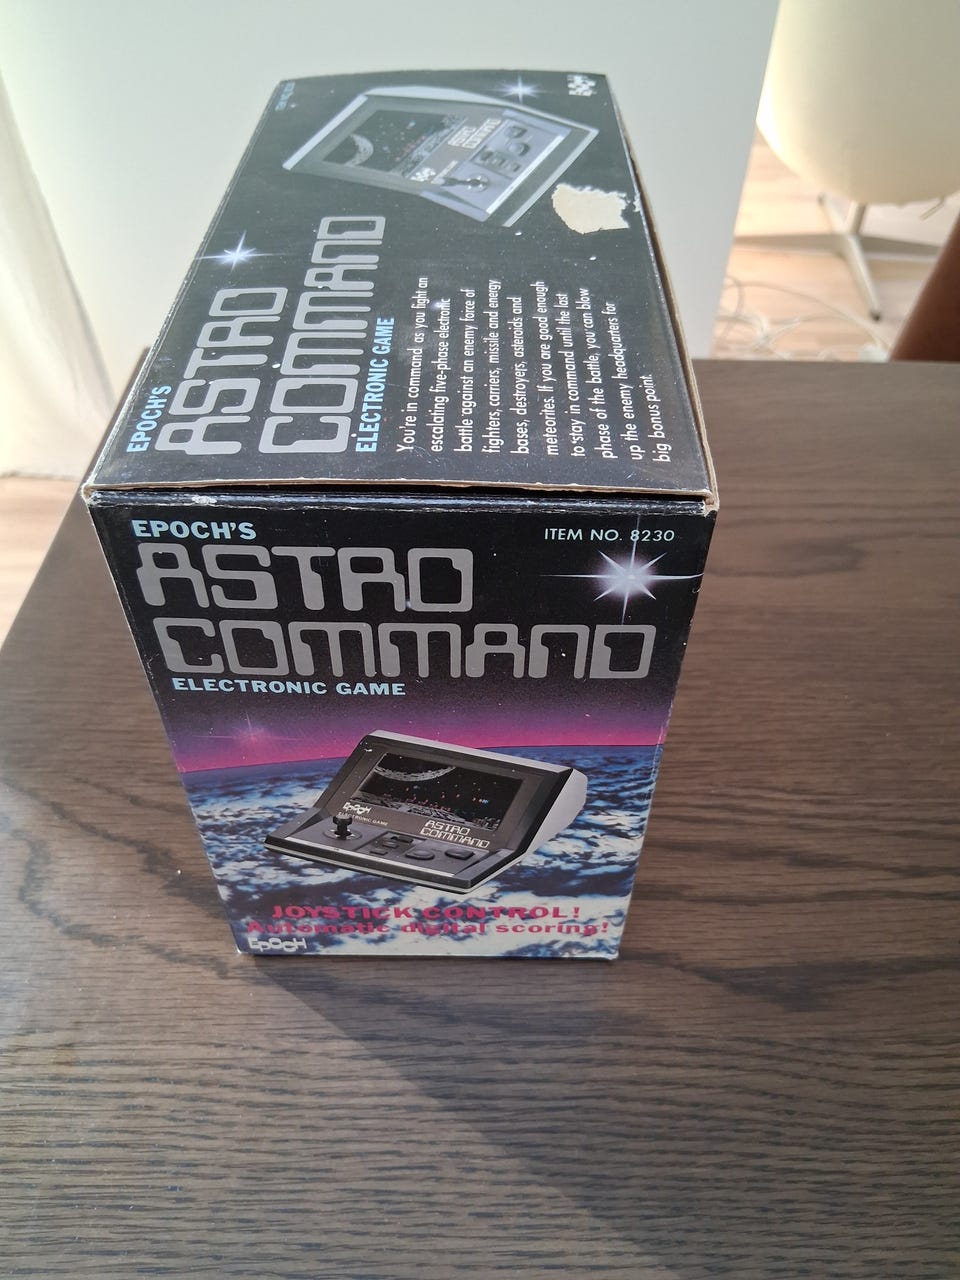 EPOCH
ASTRO
COMMAND
EPOCH'S
ASTRO
COMMAND
ELECTRONIC GAME
You're in command as you fight an
escalating five-phase electronic
battle against an enemy force of
fighters, carriers, missile and energy
bases, destroyers, asteroids and
meteorites. If you are good enough
to stay in command until the last
phase of the battle, you can blow
up the enemy headquarters for
big bonus point.
EPOCH'S
ITEM NO. 8230
ASTRO
COMMAND
ELECTRONIC GAME
EPOCH
ELECTRONIC GAME
ASTRO
COMMAND
JOYSTICK CONTROL!
Automatic digital scoring!
EPOCH